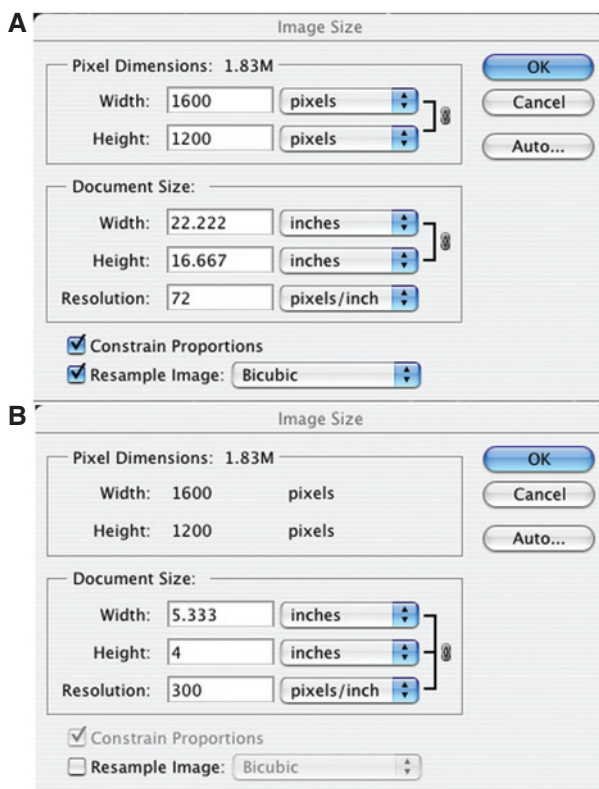 A
Image Size
Pixel Dimensions: 1.83M
OK
Width: 1600 pixels
Cancel
Height: 1200 pixels
Auto...
Document Size:
Width: 22.222 inches
Height: 16.667 inches
Resolution: 72 pixels/inch
Constrain Proportions
Resample Image: Bicubic
B
Image Size
Pixel Dimensions: 1.83M
OK
Width: 1600 pixels
Cancel
Height: 1200 pixels
Auto...
Document Size:
Width: 5.333 inches
Height: 4 inches
Resolution: 300 pixels/inch
Constrain Proportions
Resample Image: Bicubic